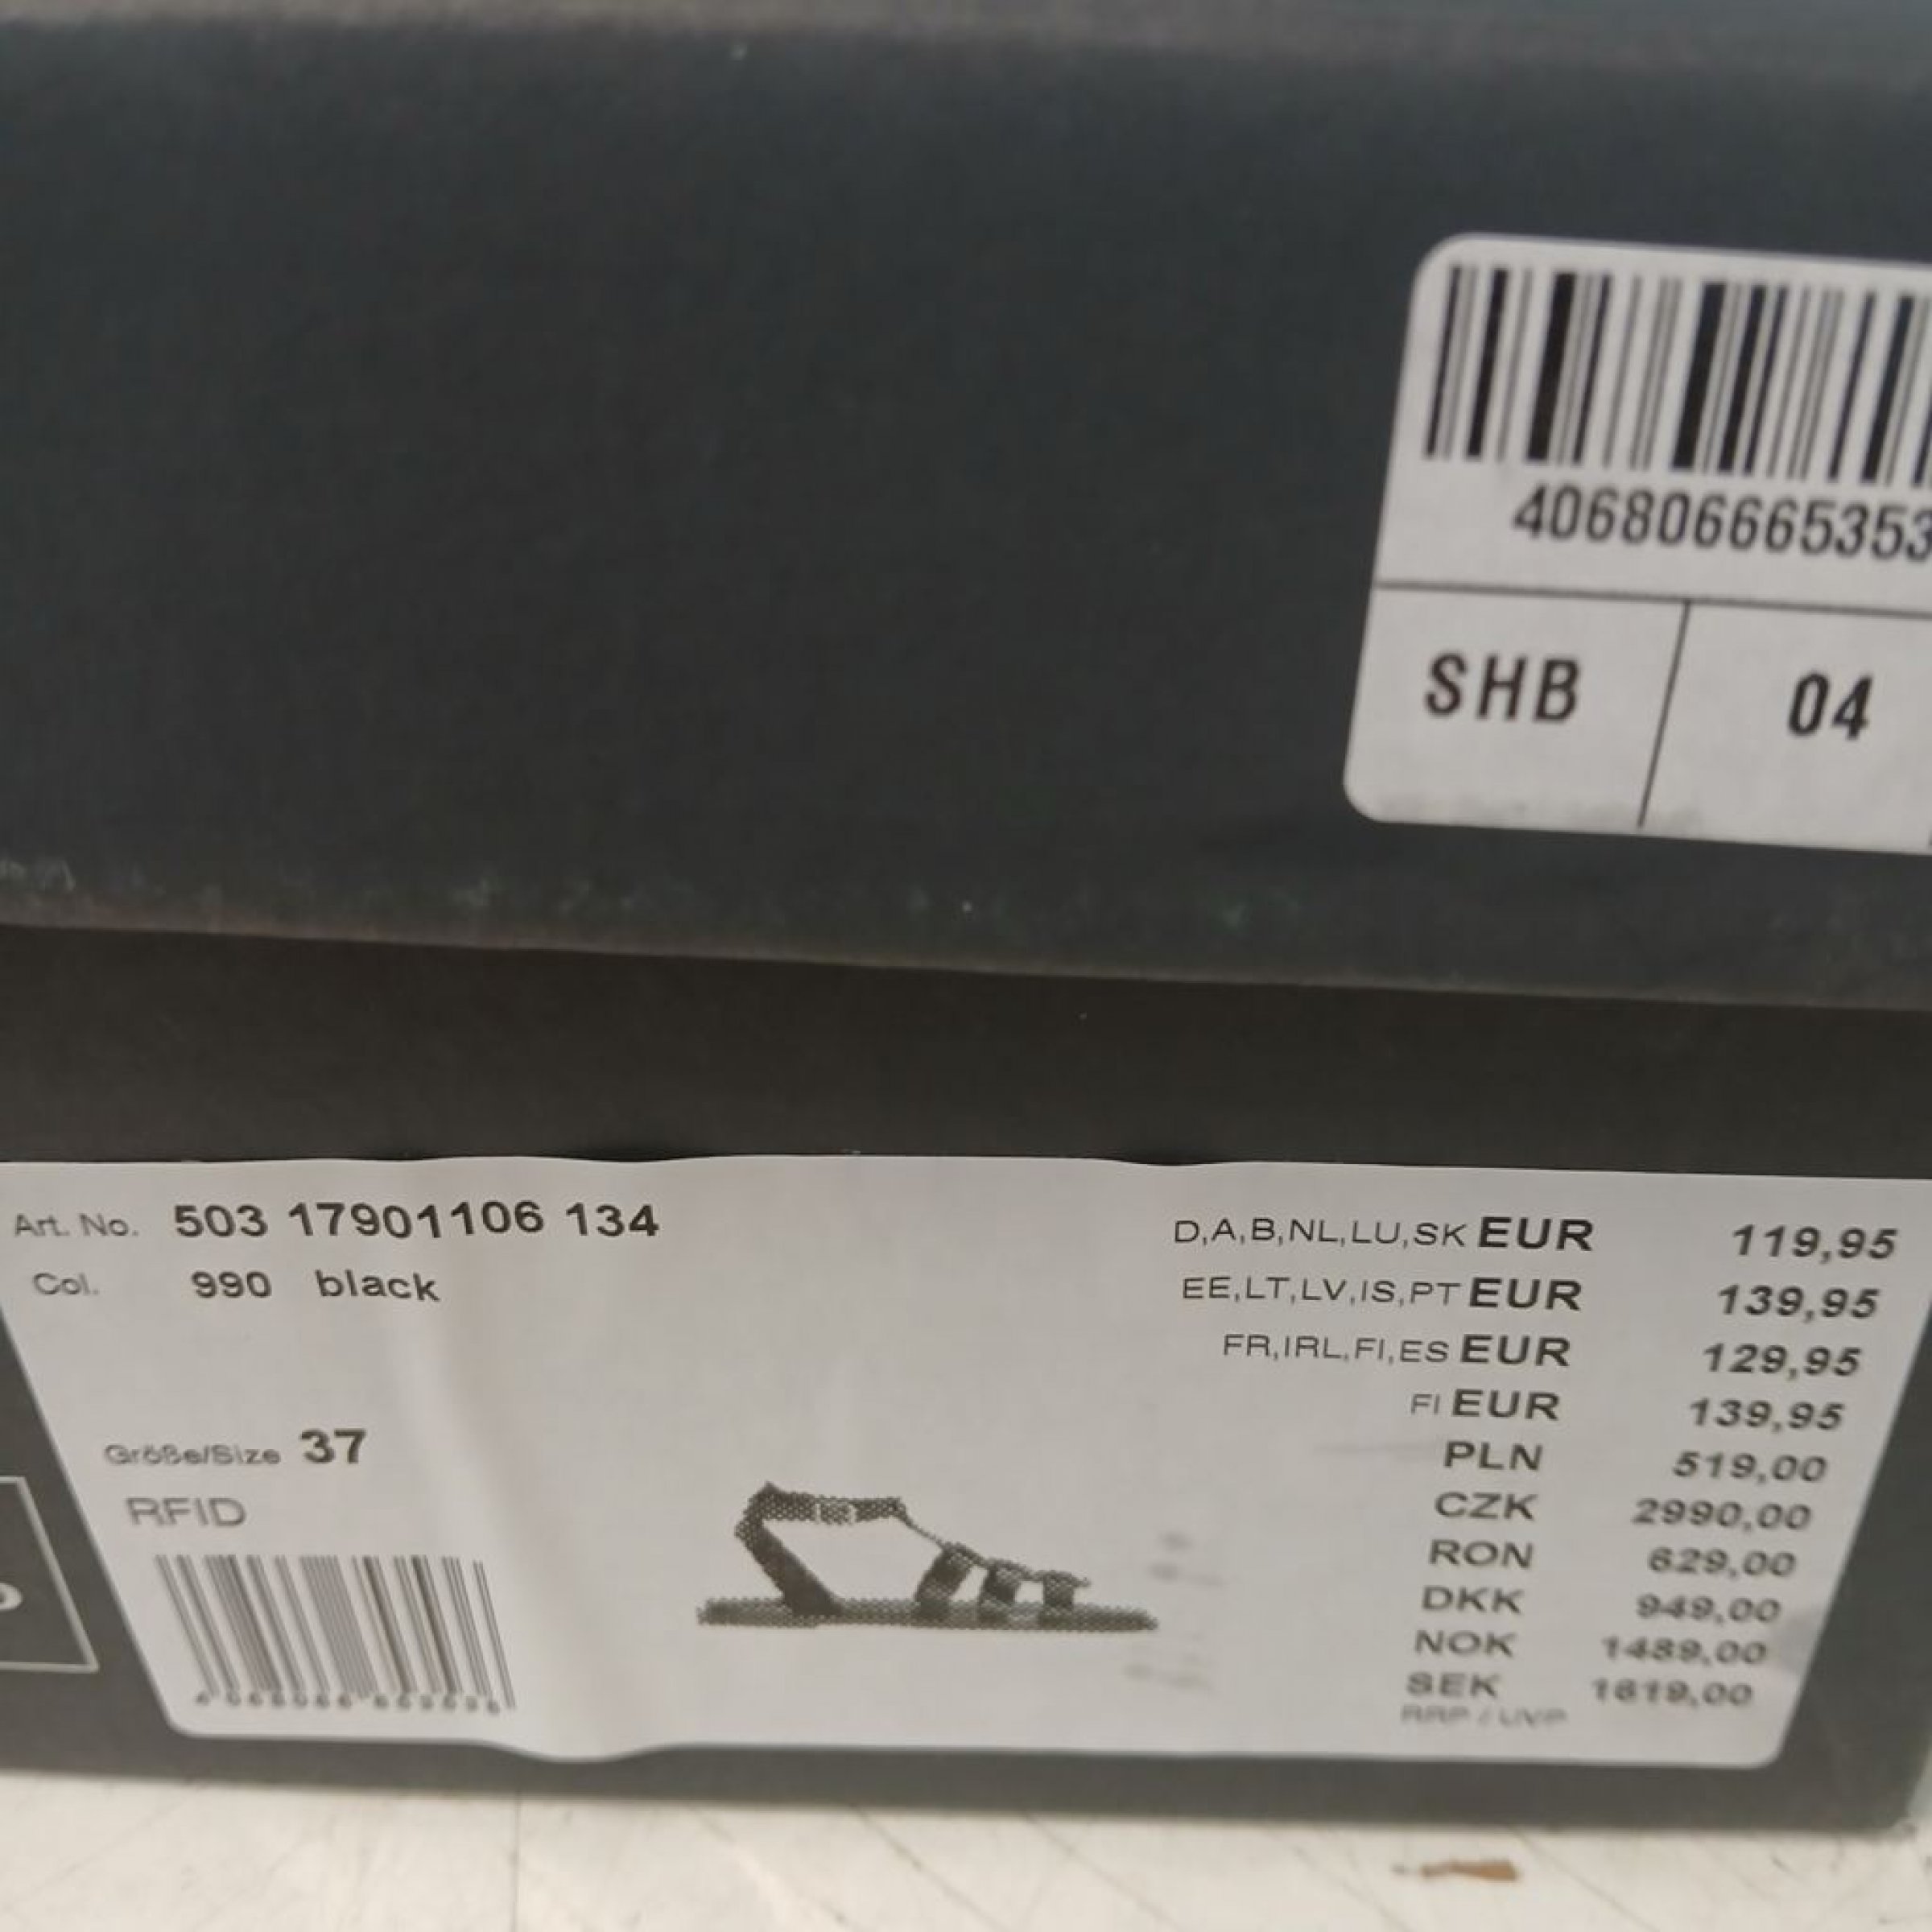 406806665353
SHB 04
Art. No. 503 17901106 134
Col. 990 black
Größe/Size 37
RFID
D,A,B,NL,LU,SK EUR 119,95
EE,LT,LV,IS,PT EUR 139,95
FR,IRL,FI,ES EUR 129,95
FI EUR 139,95
PLN 519,00
CZK 2990,00
RON 629,00
DKK 949,00
NOK 1489,00
SEK 1619,00
RRP / UVP